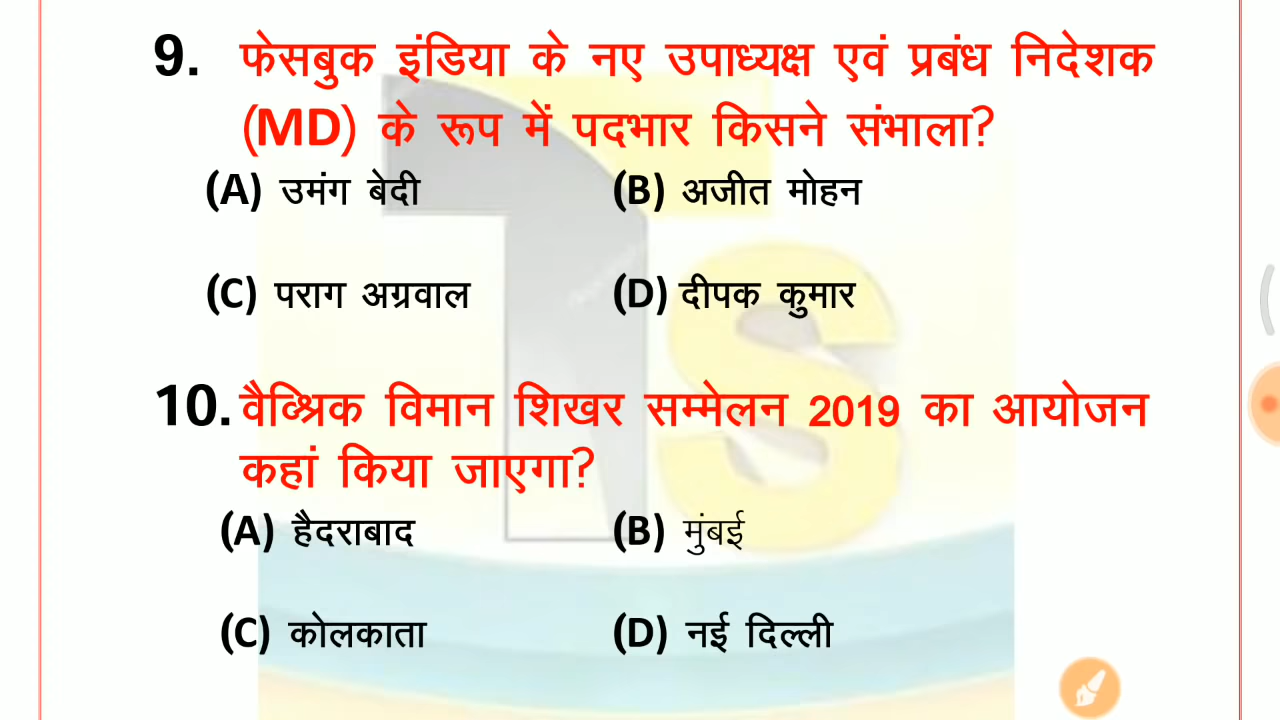 9. फेसबुक इंडिया के नए उपाध्यक्ष एवं प्रबंध निदेशक
(MD) के रूप में पदभार किसने संभाला?
(A) उमंग बेदी (B) अजीत मोहन
(C) पराग अग्रवाल (D) दीपक कुमार
10. वैश्विक विमान शिखर सम्मेलन 2019 का आयोजन
कहां किया जाएगा?
(A) हैदराबाद (B) मुंबई
(C) कोलकाता (D) नई दिल्ली